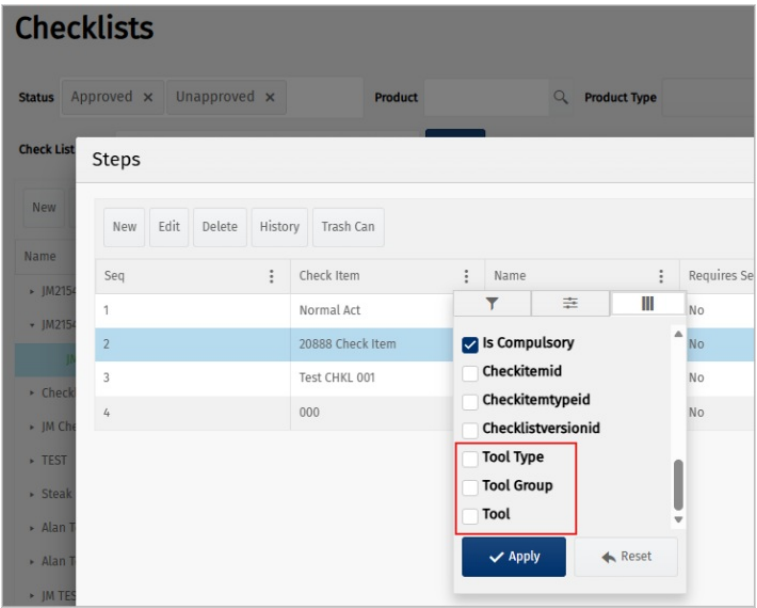 Checklists
Status Approved × Unapproved × Product Product Type
Check List
Steps
New
New Edit Delete History Trash Can
Name
Seq Check Item Name Requires Se
JM2154
1 Normal Act No
Is Compulsory
JM2154
2 20888 Check Item No
JM
Checkitemid
3 Test CHKL 001 No
Check
Checkitemtypeid
4 000 No
JM Che
Checklistversionid
TEST
Tool Type
Steak
Tool Group
Alan T
Tool
Alan T
Apply Reset
JM TES